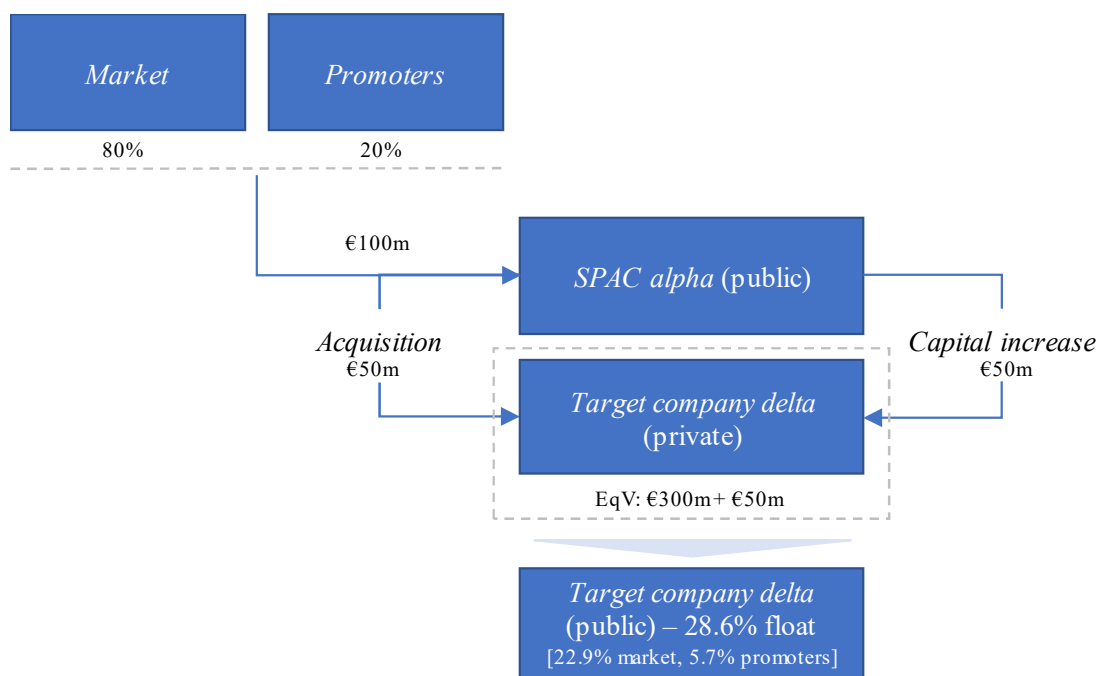 Market
Promoters
80%
20%
€100m
SPAC alpha (public)
Acquisition
€50m
Capital increase
€50m
Target company delta
(private)
EqV: €300m+ €50m
Target company delta
(public) – 28.6% float
[22.9% market, 5.7% promoters]